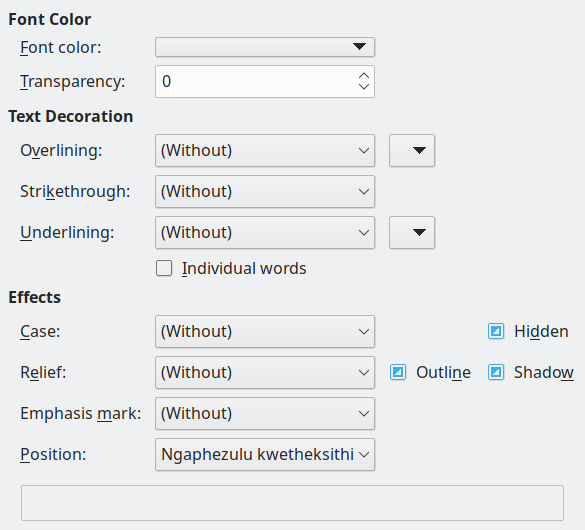 Font Color
Font color:
Transparency: 0
Text Decoration
Overlining: (Without)
Strikethrough: (Without)
Underlining: (Without)
Individual words
Effects
Case: (Without) Hidden
Relief: (Without) Outline Shadow
Emphasis mark: (Without)
Position: Ngaphezulu kwetheksithi